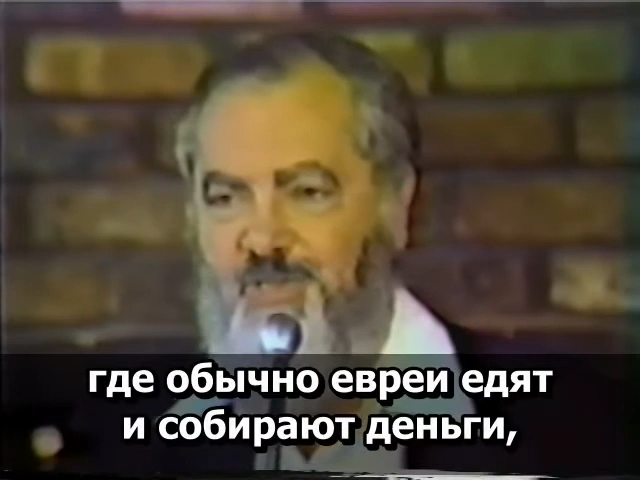 где обычно евреи едят
и собирают деньги,